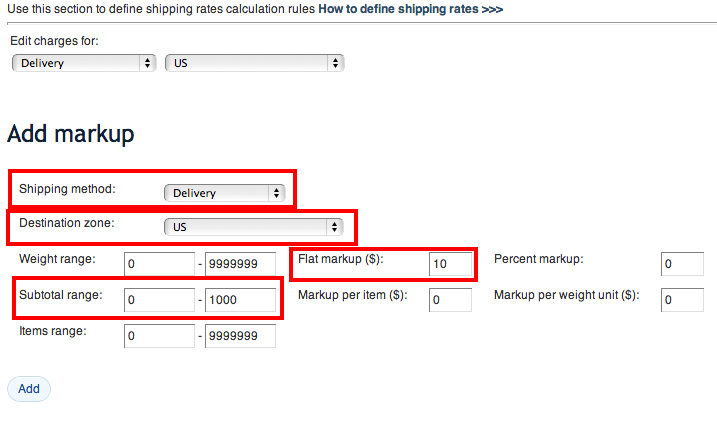 Use this section to define shipping rates calculation rules How to define shipping rates >>>
Edit charges for:
Delivery US
Add markup
Shipping method: Delivery
Destination zone: US
Weight range: 0 - 9999999 Flat markup ($): 10 Percent markup: 0
Subtotal range: 0 - 1000 Markup per item ($): 0 Markup per weight unit ($): 0
Items range: 0 - 9999999
Add